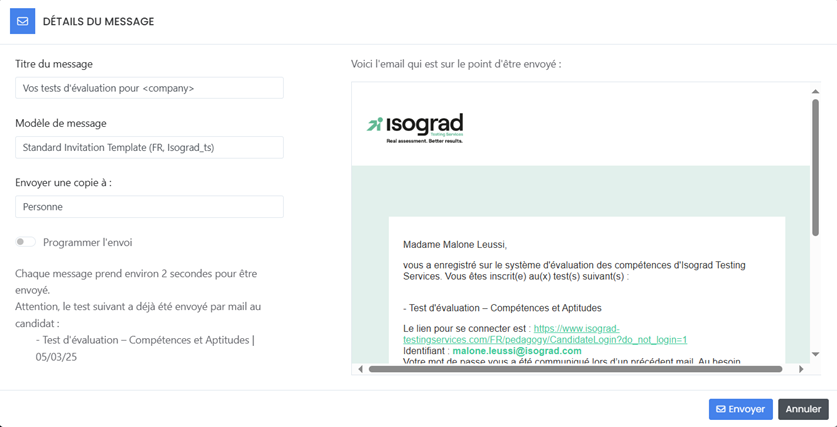 DÉTAILS DU MESSAGE
Titre du message
Vos tests d'évaluation pour <company>
Modèle de message
Standard Invitation Template (FR, Isograd_ts)
Envoyer une copie à :
Personne
Programmer l'envoi
Chaque message prend environ 2 secondes pour être
envoyé.
Attention, le test suivant a déjà été envoyé par mail au
candidat :
- Test d'évaluation – Compétences et Aptitudes |
05/03/25
Voici l'email qui est sur le point d'être envoyé :
isograd
Testing Services
Real assessment. Better results.
Madame Malone Leussi,
vous a enregistré sur le système d'évaluation des compétences d'Isograd Testing
Services. Vous êtes inscrit(e) au(x) test(s) suivant(s) :
- Test d'évaluation – Compétences et Aptitudes
Le lien pour se connecter est : https://www.isograd-
testingservices.com/FR/pedagogy/CandidateLogin?do_not_login=1
Identifiant : malone.leussi@isograd.com
Votre mot de passe vous a été communiqué lors d'un précédent mail. Au besoin
Envoyer
Annuler